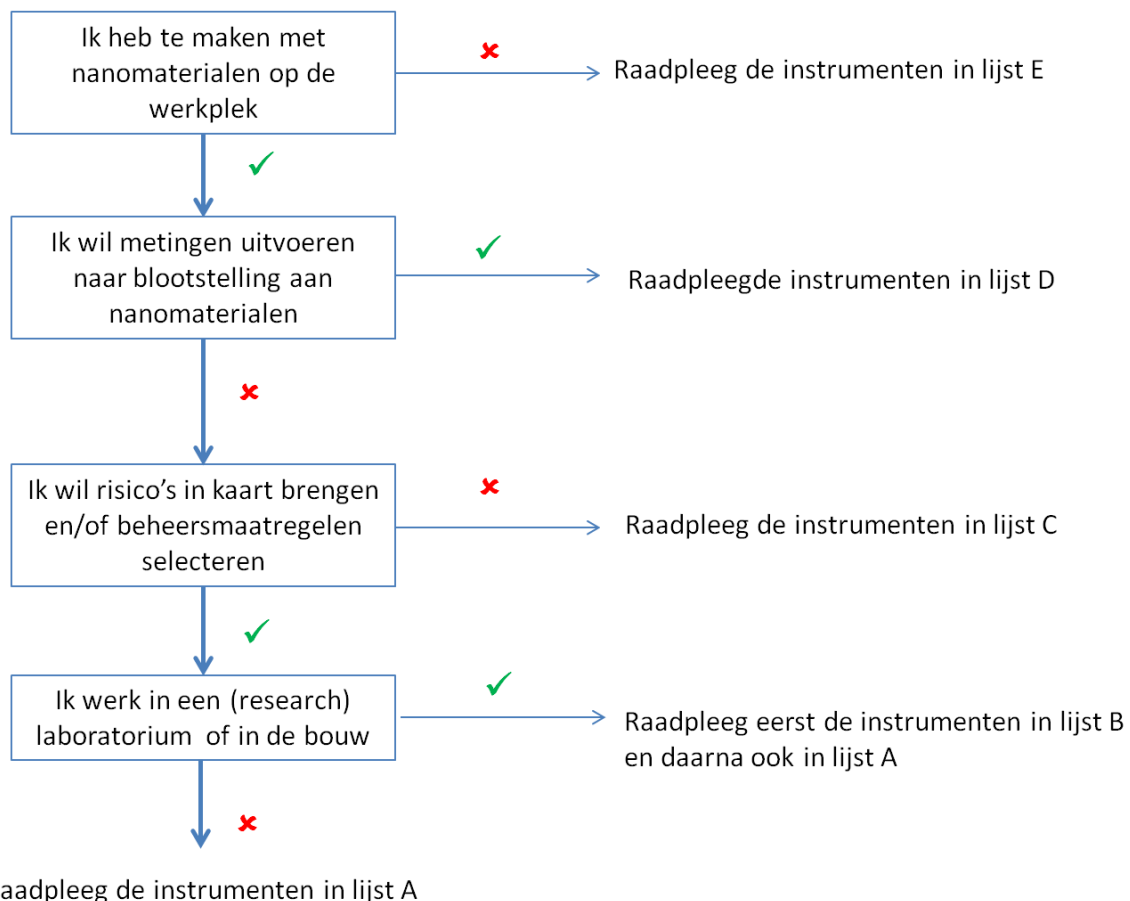 Ik heb te maken met
nanomaterialen op de
werkplek
Raadpleeg de instrumenten in lijst E
Ik wil metingen uitvoeren
naar blootstelling aan
nanomaterialen
Raadpleegde instrumenten in lijst D
Ik wil risico’s in kaart brengen
en/of beheersmaatregelen
selecteren
Raadpleeg de instrumenten in lijst C
Ik werk in een (research)
laboratorium of in de bouw
Raadpleeg eerst de instrumenten in lijst B
en daarna ook in lijst A
aadpleeg de instrumenten in lijst A